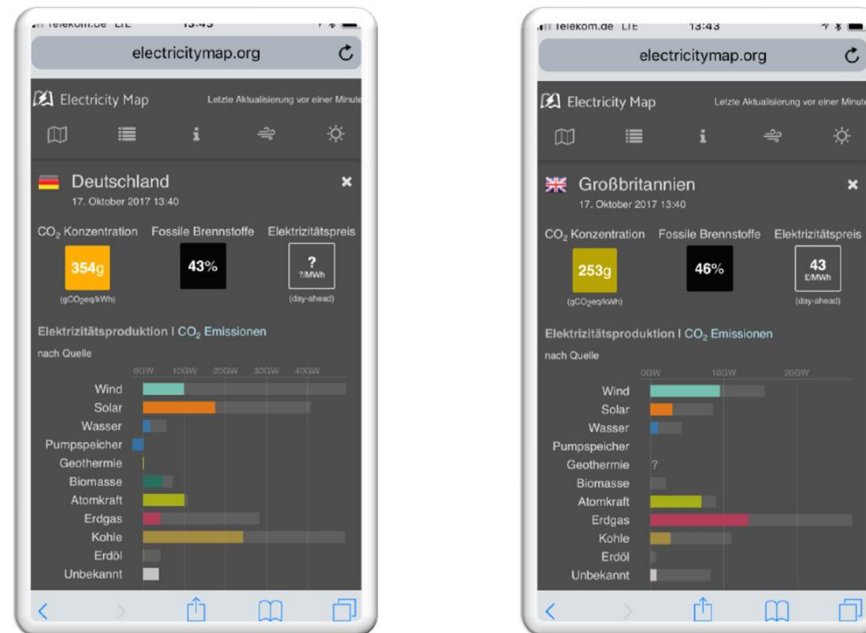 Telekom.de LTE 13:43
electricitymap.org
Electricity Map Letzte Aktualisierung vor einer Minute
Deutschland
17. Oktober 2017 13:40
CO₂ Konzentration Fossile Brennstoffe Elektrizitätspreis
354g 43% ?
?/MWh
(gCO₂eq/kWh) (day-ahead)
Elektrizitätsproduktion | CO₂ Emissionen
nach Quelle
0GW 10GW 20GW 30GW 40GW
Wind
Solar
Wasser
Pumpspeicher
Geothermie
Biomasse
Atomkraft
Erdgas
Kohle
Erdöl
Unbekannt
Telekom.de LTE 13:43
electricitymap.org
Electricity Map Letzte Aktualisierung vor einer Minute
Großbritannien
17. Oktober 2017 13:40
CO₂ Konzentration Fossile Brennstoffe Elektrizitätspreis
253g 46% 43
£/MWh
(gCO₂eq/kWh) (day-ahead)
Elektrizitätsproduktion | CO₂ Emissionen
nach Quelle
0GW 10GW 20GW
Wind
Solar
Wasser
Pumpspeicher
Geothermie ?
Biomasse
Atomkraft
Erdgas
Kohle
Erdöl
Unbekannt